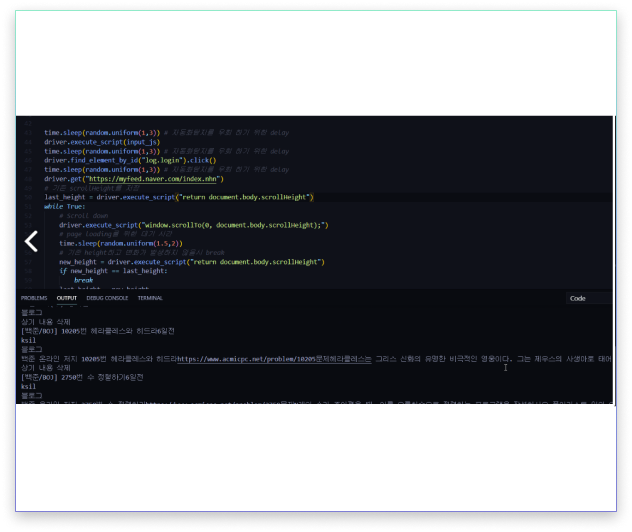 time.sleep(random.uniform(1,3)) # 자동화탐지를 우회 하기 위한 delay
driver.execute_script(input_js)
time.sleep(random.uniform(1,3)) # 자동화탐지를 우회 하기 위한 delay
driver.find_element_by_id("log.login").click()
time.sleep(random.uniform(1,3)) # 자동화탐지를 우회 하기 위한 delay
driver.get("https://myfeed.naver.com/index.nhn")
# 기존 scrollHeight를 저장
last_height = driver.execute_script("return document.body.scrollHeight")
while True:
# Scroll down
driver.execute_script("window.scrollTo(0, document.body.scrollHeight);")
# page Loading를 위한 대기 시간
time.sleep(random.uniform(1.5,2))
# 기존 height하고 변화가 발생하지 않을시 break
new_height = driver.execute_script("return document.body.scrollHeight")
if new_height == last_height:
break
last_height = new_height
PROBLEMS OUTPUT DEBUG CONSOLE TERMINAL Code
블로그
상기 내용 삭제
[백준/BOJ] 10205번 헤라클레스와 히드라6일전
ksil
블로그
백준 온라인 저지 10205번 헤라클레스와 히드라https://www.acmicpc.net/problem/10205문제헤라클레스는 그리스 신화의 유명한 비극적인 영웅이다. 그는 제우스의 사생아로 태어
상기 내용 삭제
[백준/BOJ] 2750번 수 정렬하기6일전
ksil
블로그